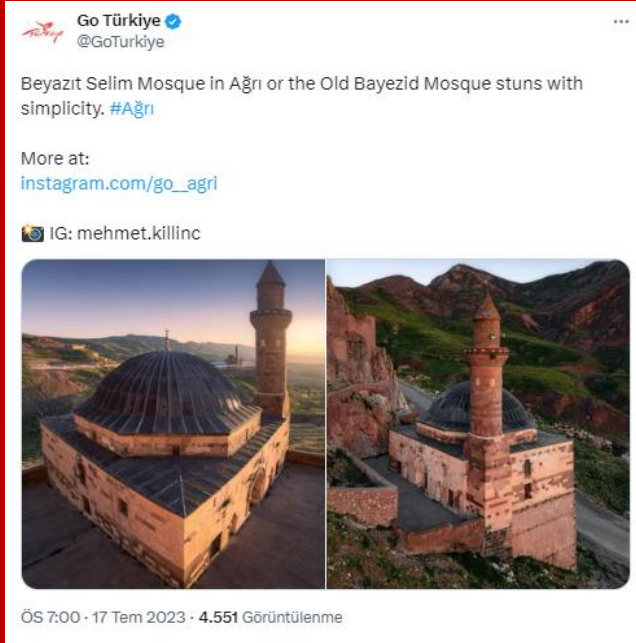 Go Türkiye
@GoTurkiye
Beyazıt Selim Mosque in Ağrı or the Old Bayezid Mosque stuns with
simplicity. #Ağrı
More at:
instagram.com/go__agri
IG: mehmet.killinc
ÖS 7:00 · 17 Tem 2023 · 4.551 Görüntülenme